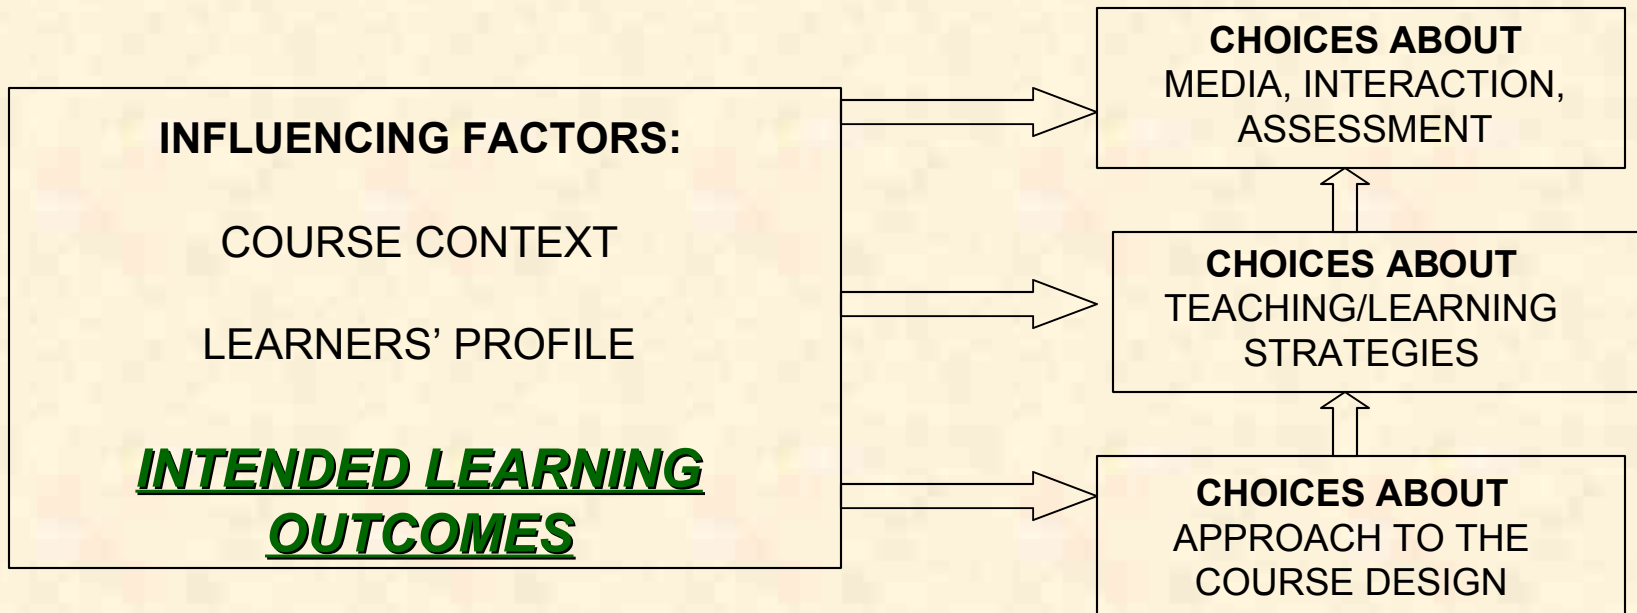 INFLUENCING FACTORS:
COURSE CONTEXT
LEARNERS’ PROFILE
INTENDED LEARNING
OUTCOMES
CHOICES ABOUT
MEDIA, INTERACTION,
ASSESSMENT
CHOICES ABOUT
TEACHING/LEARNING
STRATEGIES
CHOICES ABOUT
APPROACH TO THE
COURSE DESIGN